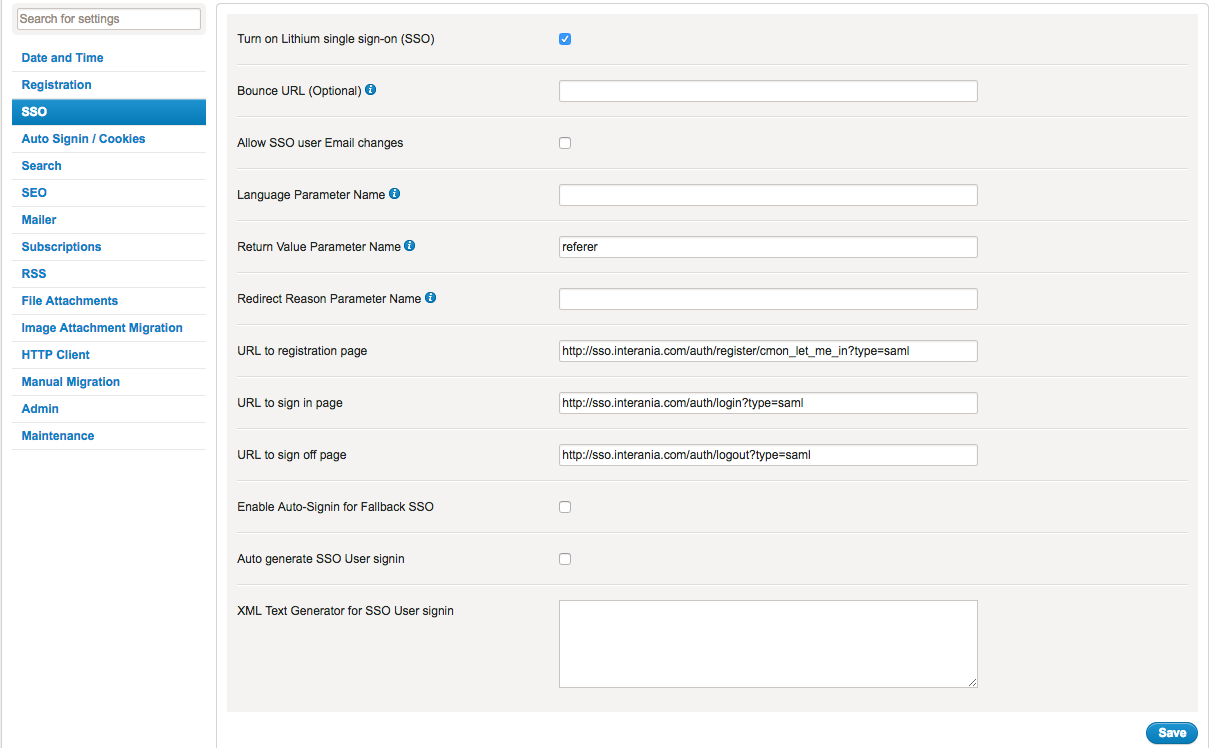 Search for settings
Date and Time
Registration
SSO
Auto Signin / Cookies
Search
SEO
Mailer
Subscriptions
RSS
File Attachments
Image Attachment Migration
HTTP Client
Manual Migration
Admin
Maintenance
Turn on Lithium single sign-on (SSO)
Bounce URL (Optional) i
Allow SSO user Email changes
Language Parameter Name i
Return Value Parameter Name i referer
Redirect Reason Parameter Name i
URL to registration page http://sso.interania.com/auth/register/cmon_let_me_in?type=saml
URL to sign in page http://sso.interania.com/auth/login?type=saml
URL to sign off page http://sso.interania.com/auth/logout?type=saml
Enable Auto-Signin for Fallback SSO
Auto generate SSO User signin
XML Text Generator for SSO User signin
Save